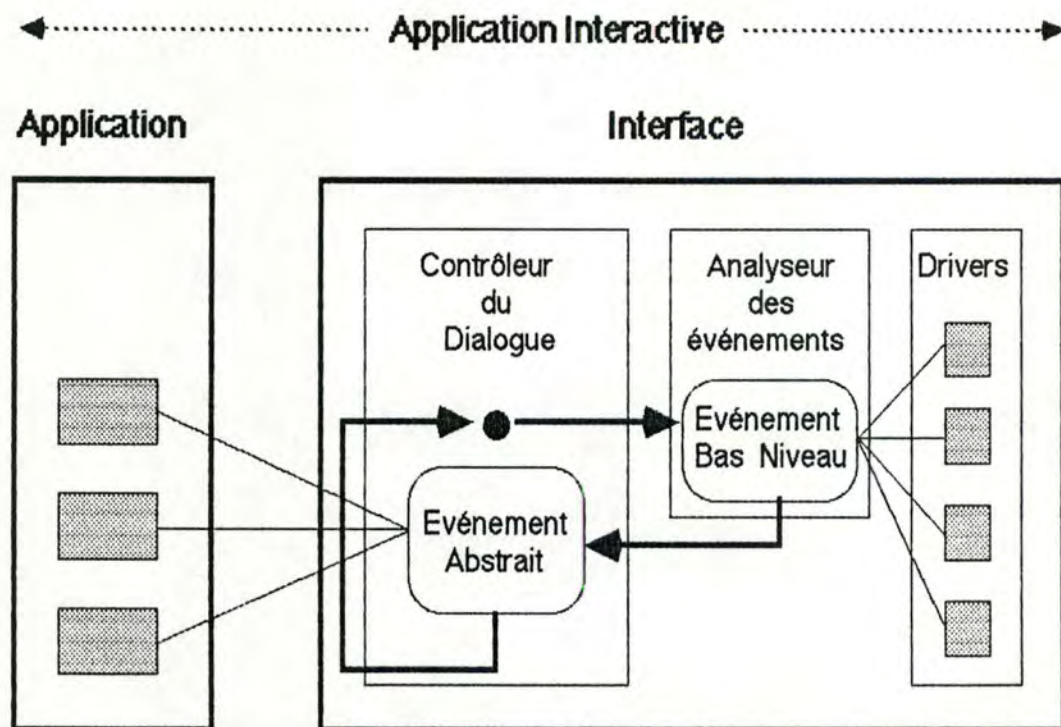 Application Interactive
Application
Interface
Contrôleur
du
Dialogue
Analyseur
des
événements
Drivers
Evénement
Bas Niveau
Evénement
Abstrait